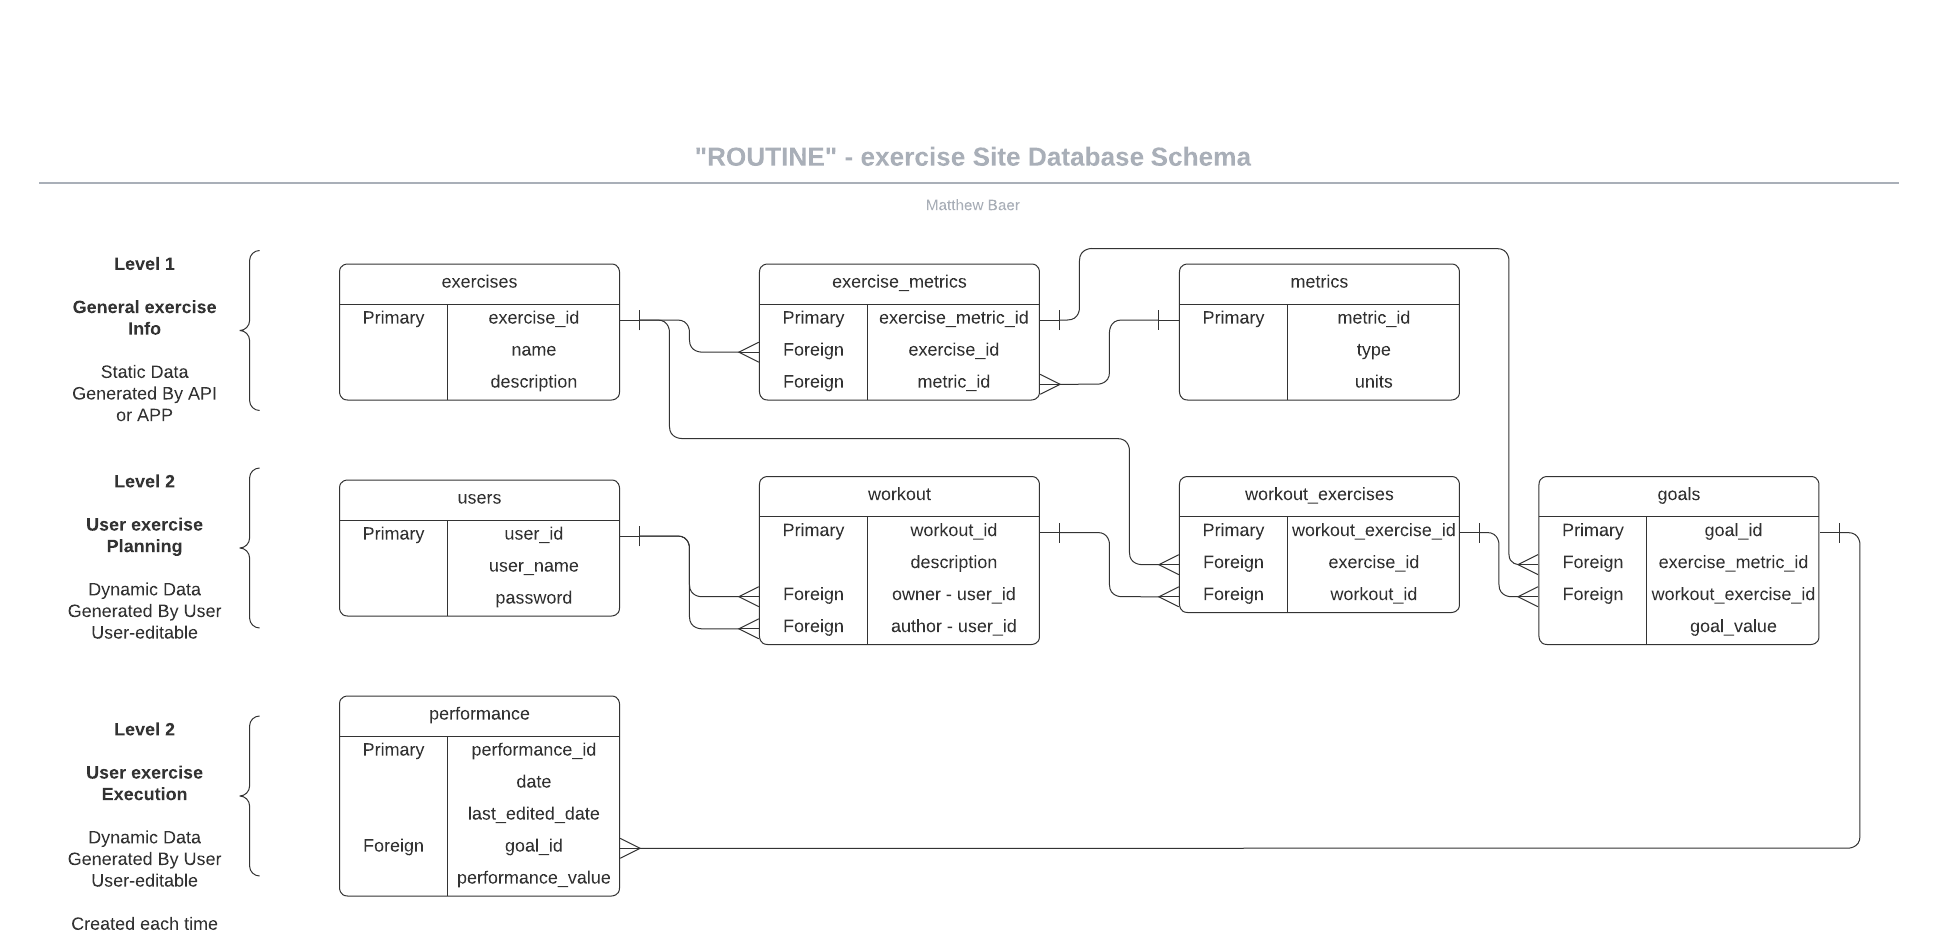 "ROUTINE" - exercise Site Database Schema
Matthew Baer
Level 1
General exercise
Info
Static Data
Generated By API
or APP
exercises
Primary exercise_id
name
description
exercise_metrics
Primary exercise_metric_id
Foreign exercise_id
Foreign metric_id
metrics
Primary metric_id
type
units
Level 2
User exercise
Planning
Dynamic Data
Generated By User
User-editable
users
Primary user_id
user_name
password
workout
Primary workout_id
description
Foreign owner - user_id
Foreign author - user_id
workout_exercises
Primary workout_exercise_id
Foreign exercise_id
Foreign workout_id
goals
Primary goal_id
Foreign exercise_metric_id
Foreign workout_exercise_id
goal_value
Level 2
User exercise
Execution
Dynamic Data
Generated By User
User-editable
Created each time
performance
Primary performance_id
date
last_edited_date
Foreign goal_id
performance_value